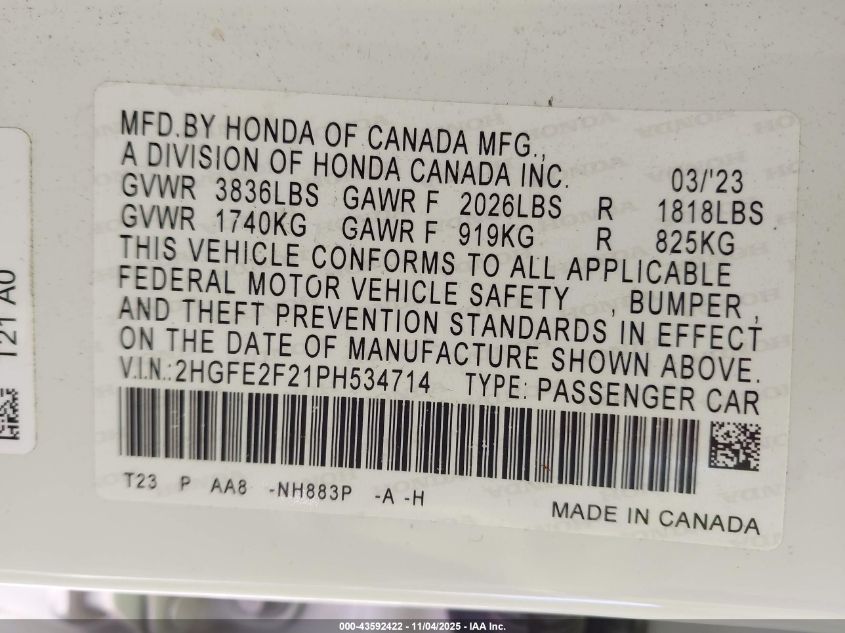 MFD.BY HONDA OF CANADA MFG.,
A DIVISION OF HONDA CANADA INC. 03/'23
GVWR 3836LBS GAWR F 2026LBS R 1818LBS
GVWR 1740KG GAWR F 919KG R 825KG
THIS VEHICLE CONFORMS TO ALL APPLICABLE
FEDERAL MOTOR VEHICLE SAFETY , BUMPER ,
AND THEFT PREVENTION STANDARDS IN EFFECT
ON THE DATE OF MANUFACTURE SHOWN ABOVE.
V.I.N.:2HGFE2F21PH534714 TYPE: PASSENGER CAR
T23 P AA8 -NH883P -A -H
MADE IN CANADA
T21 A0
000-43592422 - 11/04/2025 - IAA Inc.